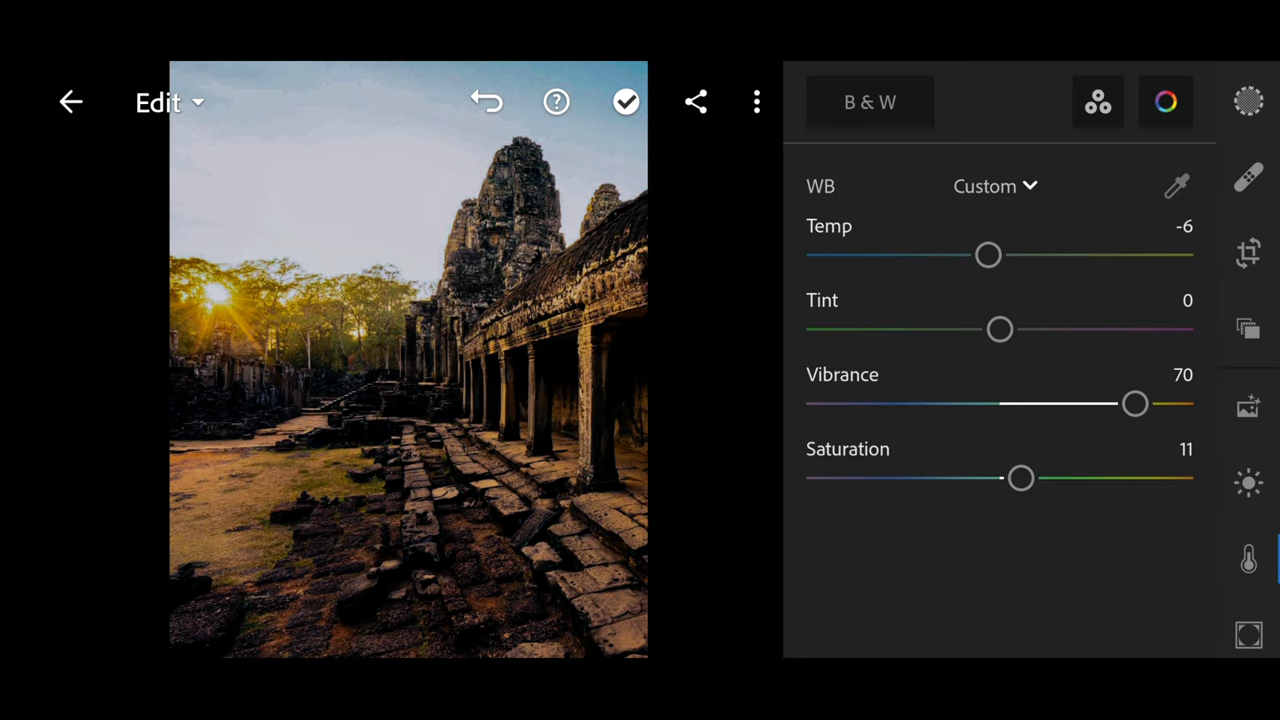 Edit
B & W
WB Custom
Temp -6
Tint 0
Vibrance 70
Saturation 11